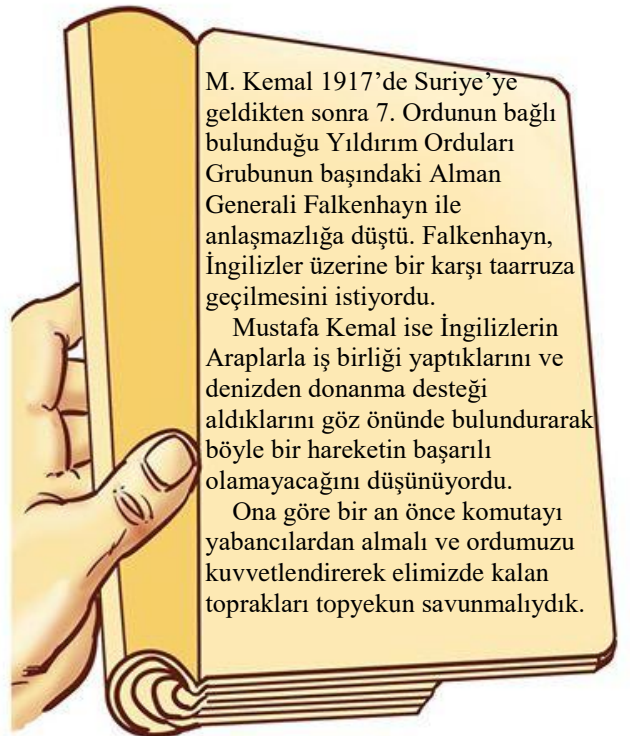 M. Kemal 1917’de Suriye’ye
geldikten sonra 7. Ordunun bağlı
bulunduğu Yıldırım Orduları
Grubunun başındaki Alman
Generali Falkenhayn ile
anlaşmazlığa düştü. Falkenhayn,
İngilizler üzerine bir karşı taarruza
geçilmesini istiyordu.
Mustafa Kemal ise İngilizlerin
Araplarla iş birliği yaptıklarını ve
denizden donanma desteği
aldıklarını göz önünde bulundurarak
böyle bir hareketin başarılı
olamayacağını düşünüyordu.
Ona göre bir an önce komutayı
yabancılardan almalı ve ordumuzu
kuvvetlendirerek elimizde kalan
toprakları topyekun savunmalıydık.